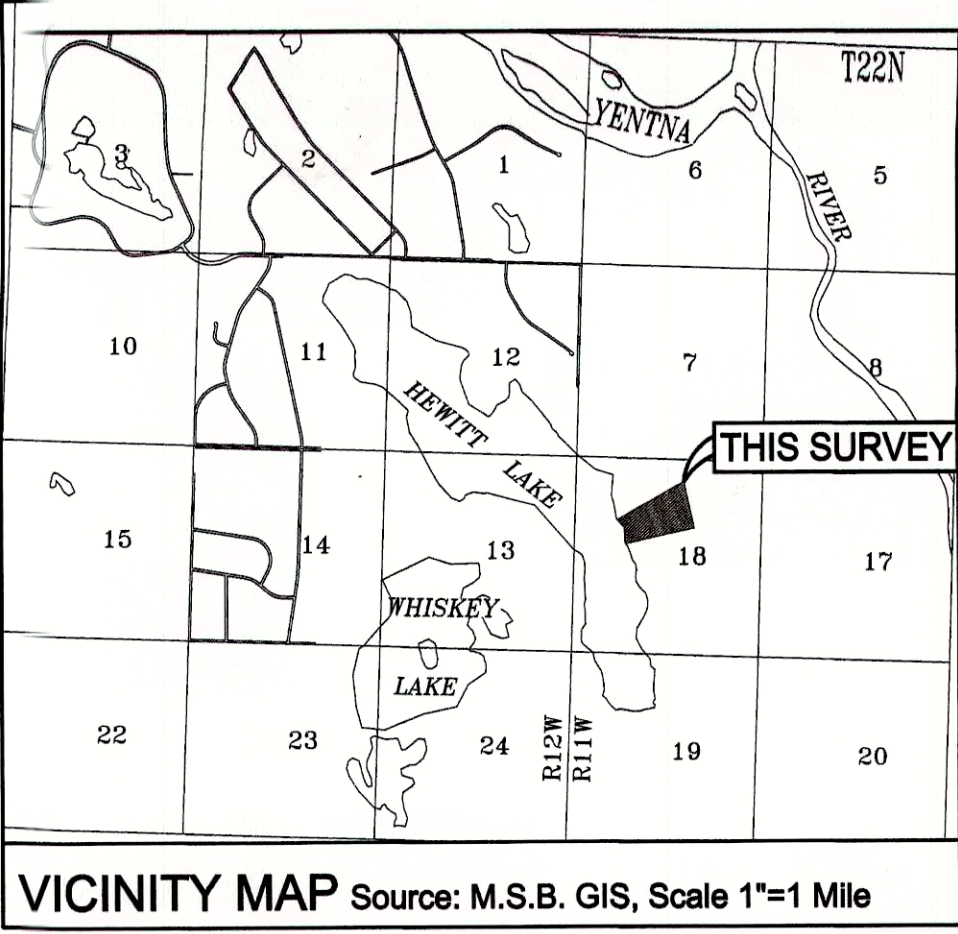 T22N
YENTNA
3
2
1
6
5
RIVER
10
11
12
7
8
HEWITT
LAKE
THIS SURVEY
15
14
13
18
17
WHISKEY
LAKE
22
23
24
R12W
R11W
19
20
VICINITY MAP Source: M.S.B. GIS, Scale 1"=1 Mile